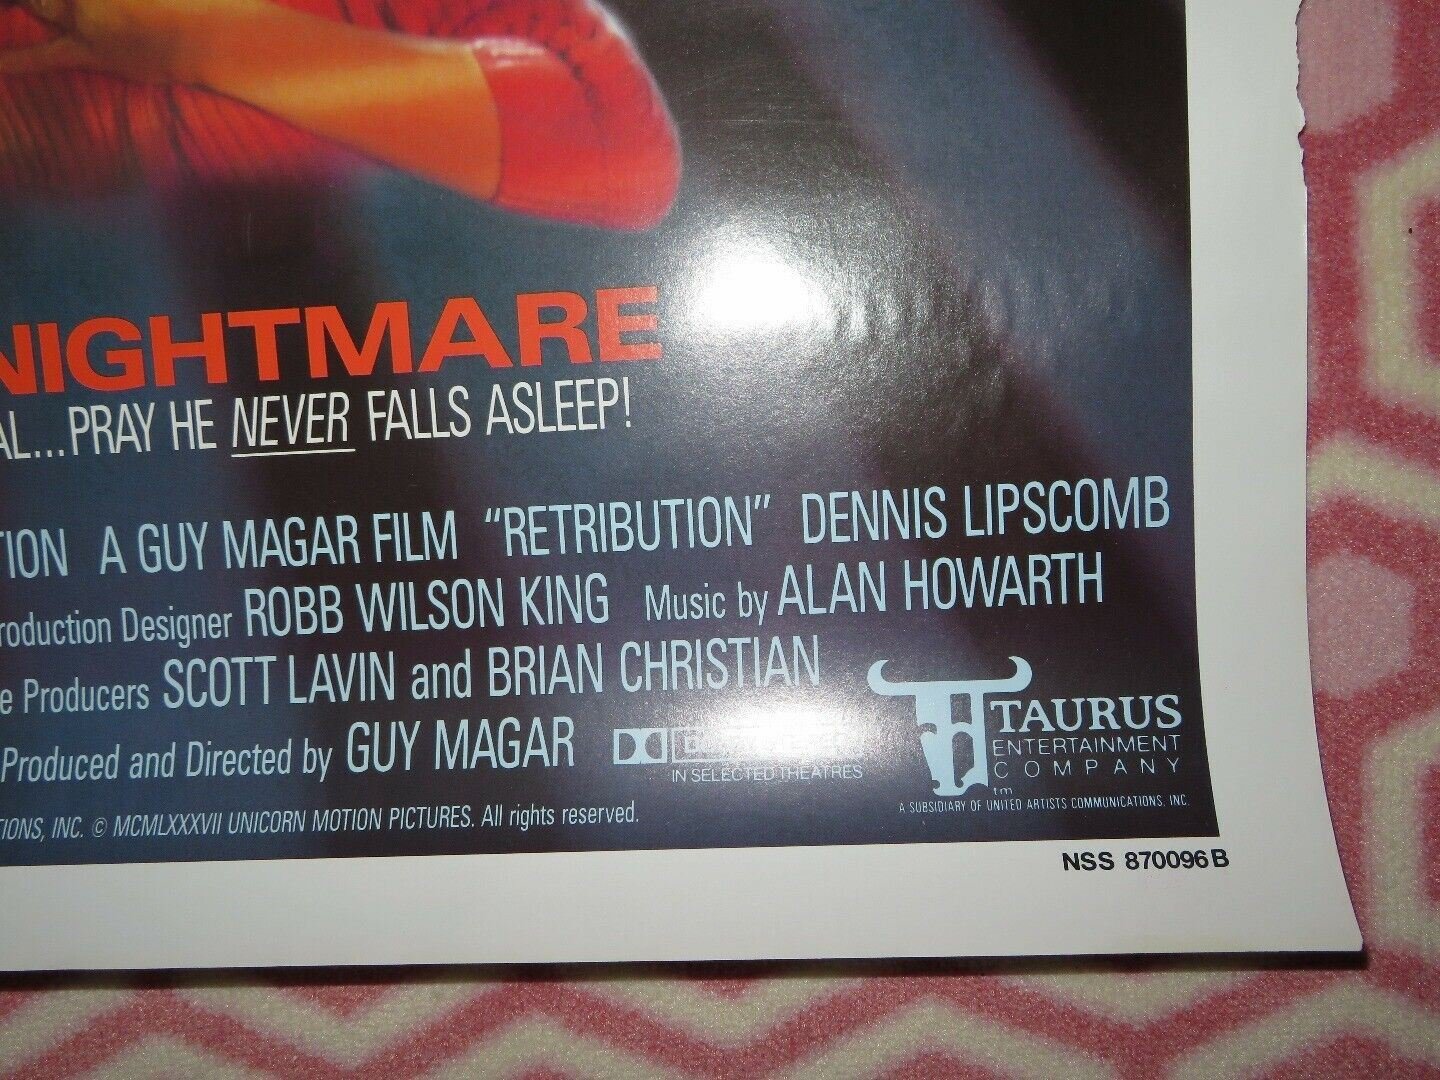 NIGHTMARE
AL...PRAY HE NEVER FALLS ASLEEP!
TION A GUY MAGAR FILM "RETRIBUTION" DENNIS LIPSCOMB
roduction Designer ROBB WILSON KING Music by ALAN HOWARTH
e Producers SCOTT LAVIN and BRIAN CHRISTIAN
Produced and Directed by GUY MAGAR
IN SELECTED THEATRES
TAURUS
ENTERTAINMENT
COMPANY
tm
A SUBSIDIARY OF UNITED ARTISTS COMMUNICATIONS, INC.
TIONS, INC. © MCMLXXXVII UNICORN MOTION PICTURES. All rights reserved.
NSS 870096B